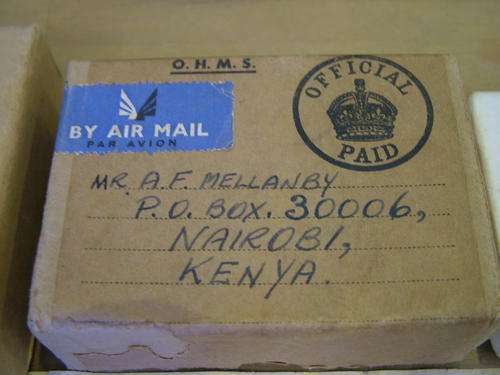 O. H. M. S.
OFFICIAL
PAID
BY AIR MAIL
PAR AVION
MR. A. F. MELLANBY
P. O. BOX. 30006,
NAIROBI,
KENYA.